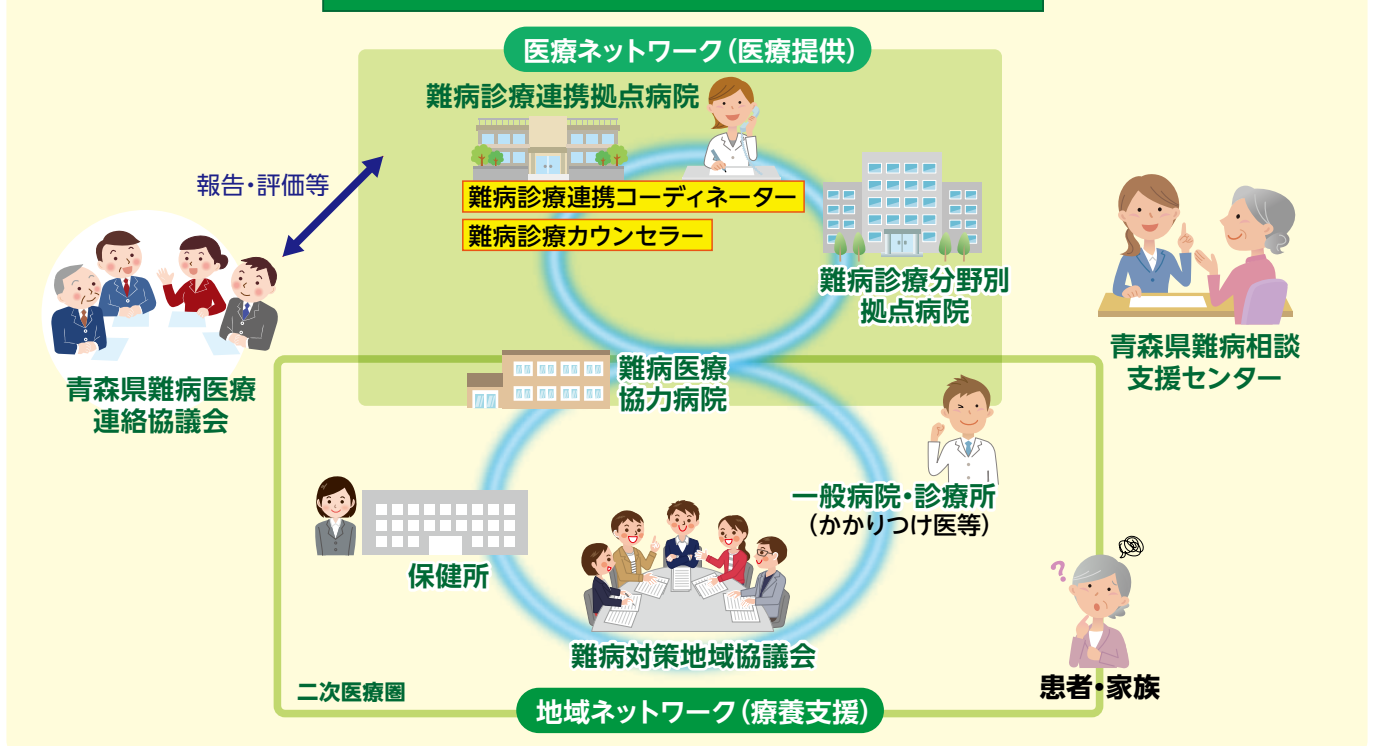 医療ネットワーク(医療提供)
難病診療連携拠点病院
報告・評価等
難病診療連携コーディネーター
難病診療カウンセラー
難病診療分野別
拠点病院
青森県難病相談
支援センター
青森県難病医療
連絡協議会
難病医療
協力病院
一般病院・診療所
(かかりつけ医等)
保健所
?
難病対策地域協議会
患者・家族
二次医療圏
地域ネットワーク(療養支援)